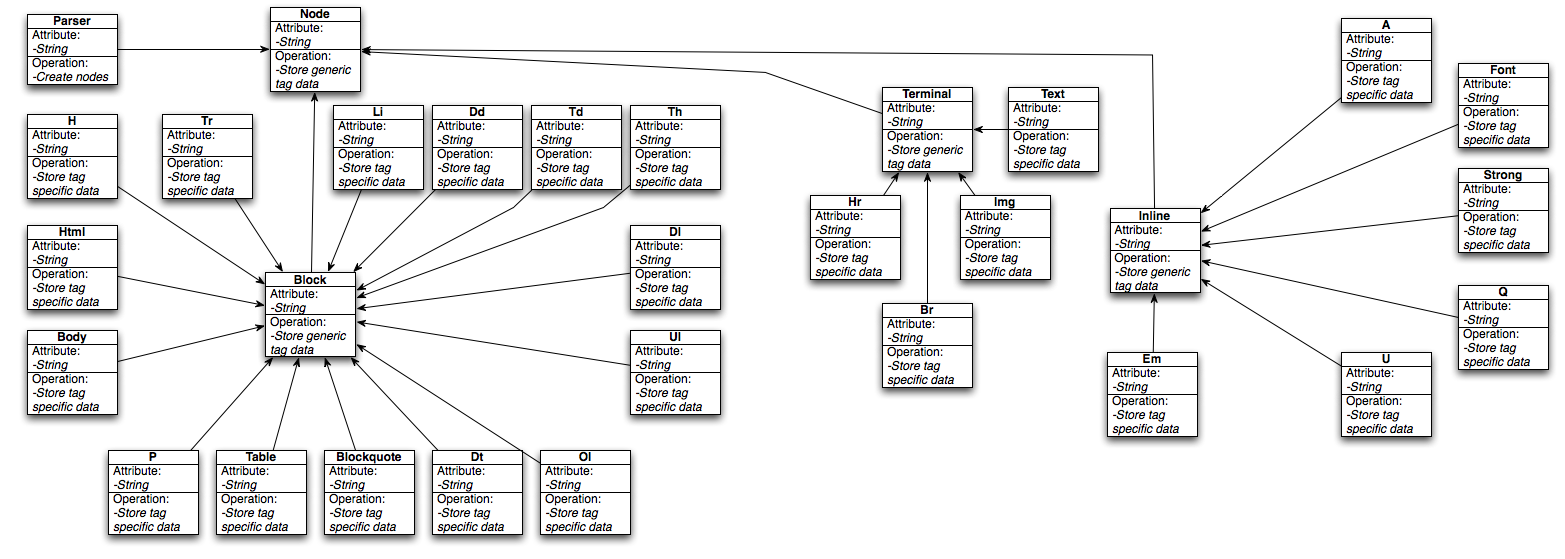 Parser
Attribute:
-String
Operation:
-Create nodes
Node
Attribute:
-String
Operation:
-Store generic
tag data
H
Attribute:
-String
Operation:
-Store tag
specific data
Tr
Attribute:
-String
Operation:
-Store tag
specific data
Li
Attribute:
-String
Operation:
-Store tag
specific data
Dd
Attribute:
-String
Operation:
-Store tag
specific data
Td
Attribute:
-String
Operation:
-Store tag
specific data
Th
Attribute:
-String
Operation:
-Store tag
specific data
Html
Attribute:
-String
Operation:
-Store tag
specific data
Block
Attribute:
-String
Operation:
-Store generic
tag data
Dl
Attribute:
-String
Operation:
-Store tag
specific data
Body
Attribute:
-String
Operation:
-Store tag
specific data
Ul
Attribute:
-String
Operation:
-Store tag
specific data
P
Attribute:
-String
Operation:
-Store tag
specific data
Table
Attribute:
-String
Operation:
-Store tag
specific data
Blockquote
Attribute:
-String
Operation:
-Store tag
specific data
Dt
Attribute:
-String
Operation:
-Store tag
specific data
Ol
Attribute:
-String
Operation:
-Store tag
specific data
Terminal
Attribute:
-String
Operation:
-Store generic
tag data
Text
Attribute:
-String
Operation:
-Store tag
specific data
Hr
Attribute:
-String
Operation:
-Store tag
specific data
Img
Attribute:
-String
Operation:
-Store tag
specific data
Br
Attribute:
-String
Operation:
-Store tag
specific data
A
Attribute:
-String
Operation:
-Store tag
specific data
Font
Attribute:
-String
Operation:
-Store tag
specific data
Strong
Attribute:
-String
Operation:
-Store tag
specific data
Inline
Attribute:
-String
Operation:
-Store generic
tag data
Q
Attribute:
-String
Operation:
-Store tag
specific data
Em
Attribute:
-String
Operation:
-Store tag
specific data
U
Attribute:
-String
Operation:
-Store tag
specific data